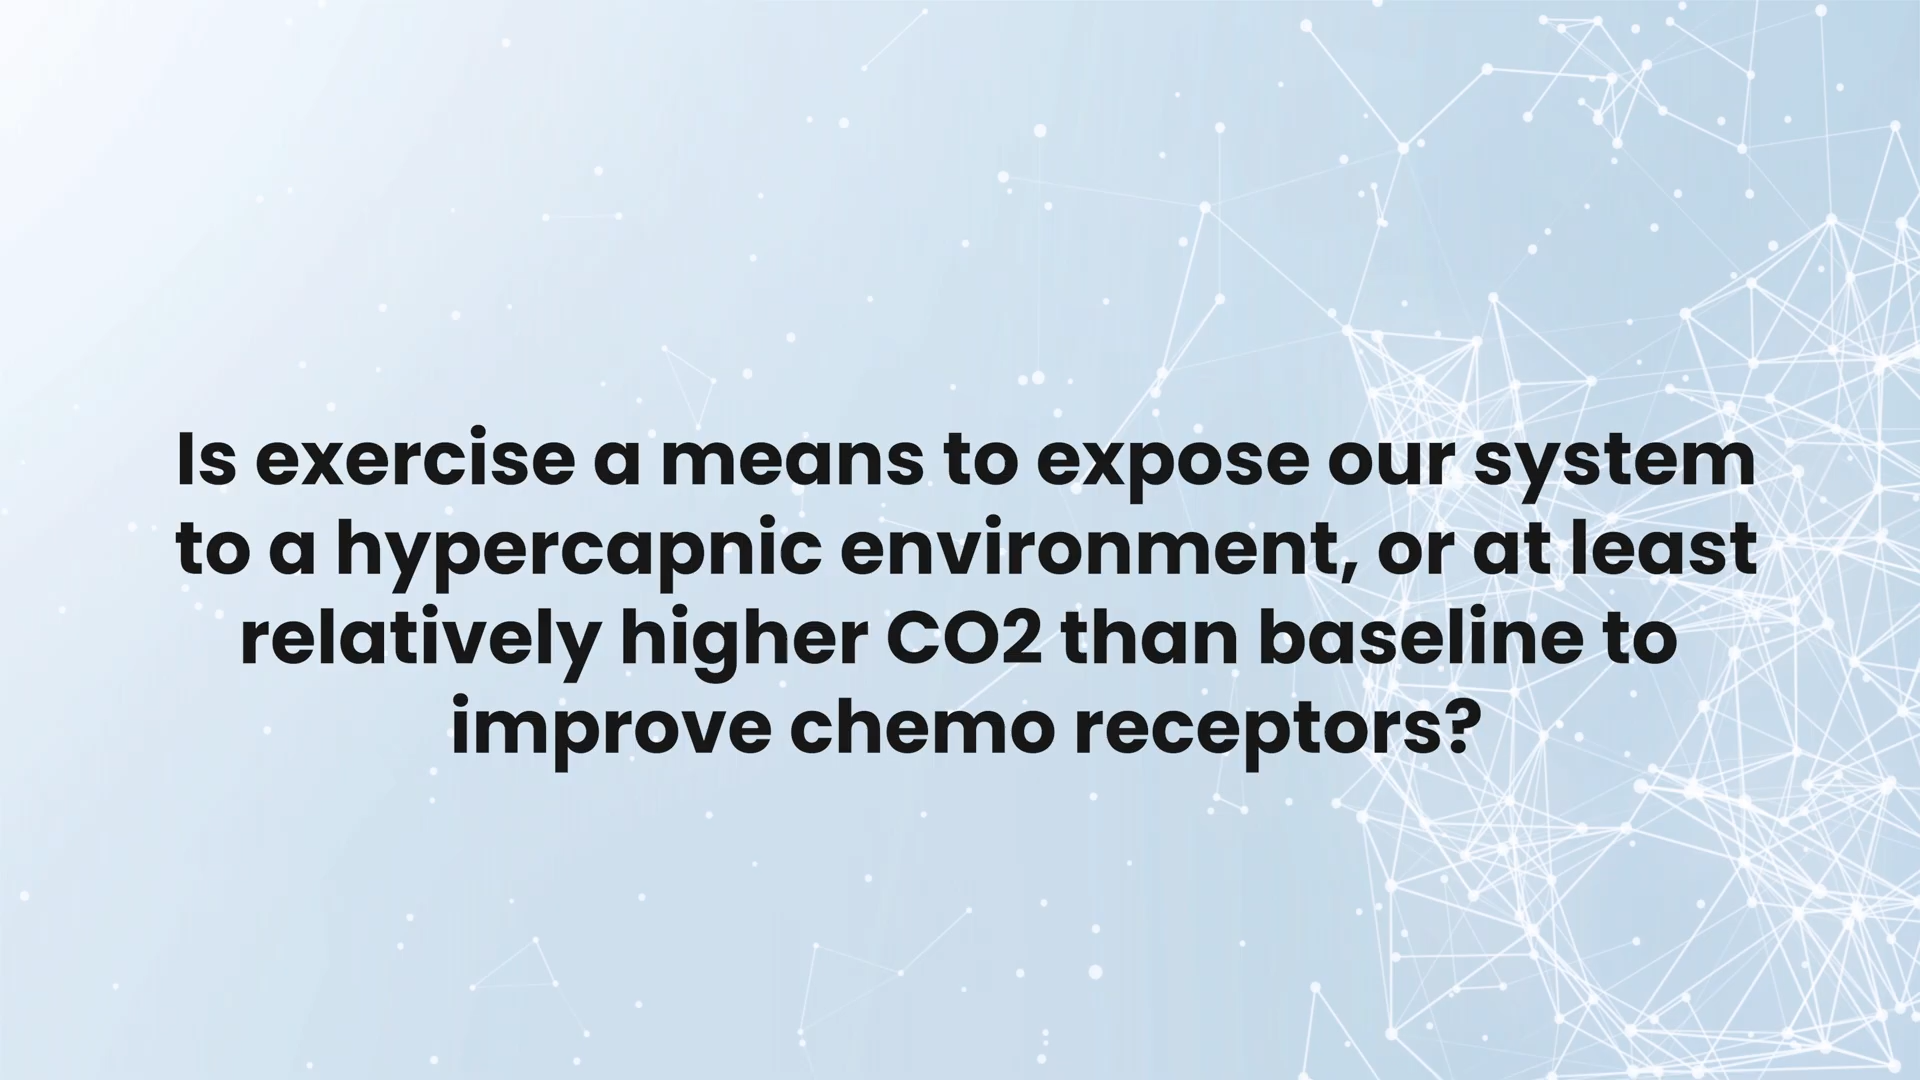 Is exercise a means to expose our system
to a hypercapnic environment, or at least
relatively higher CO2 than baseline to
improve chemo receptors?